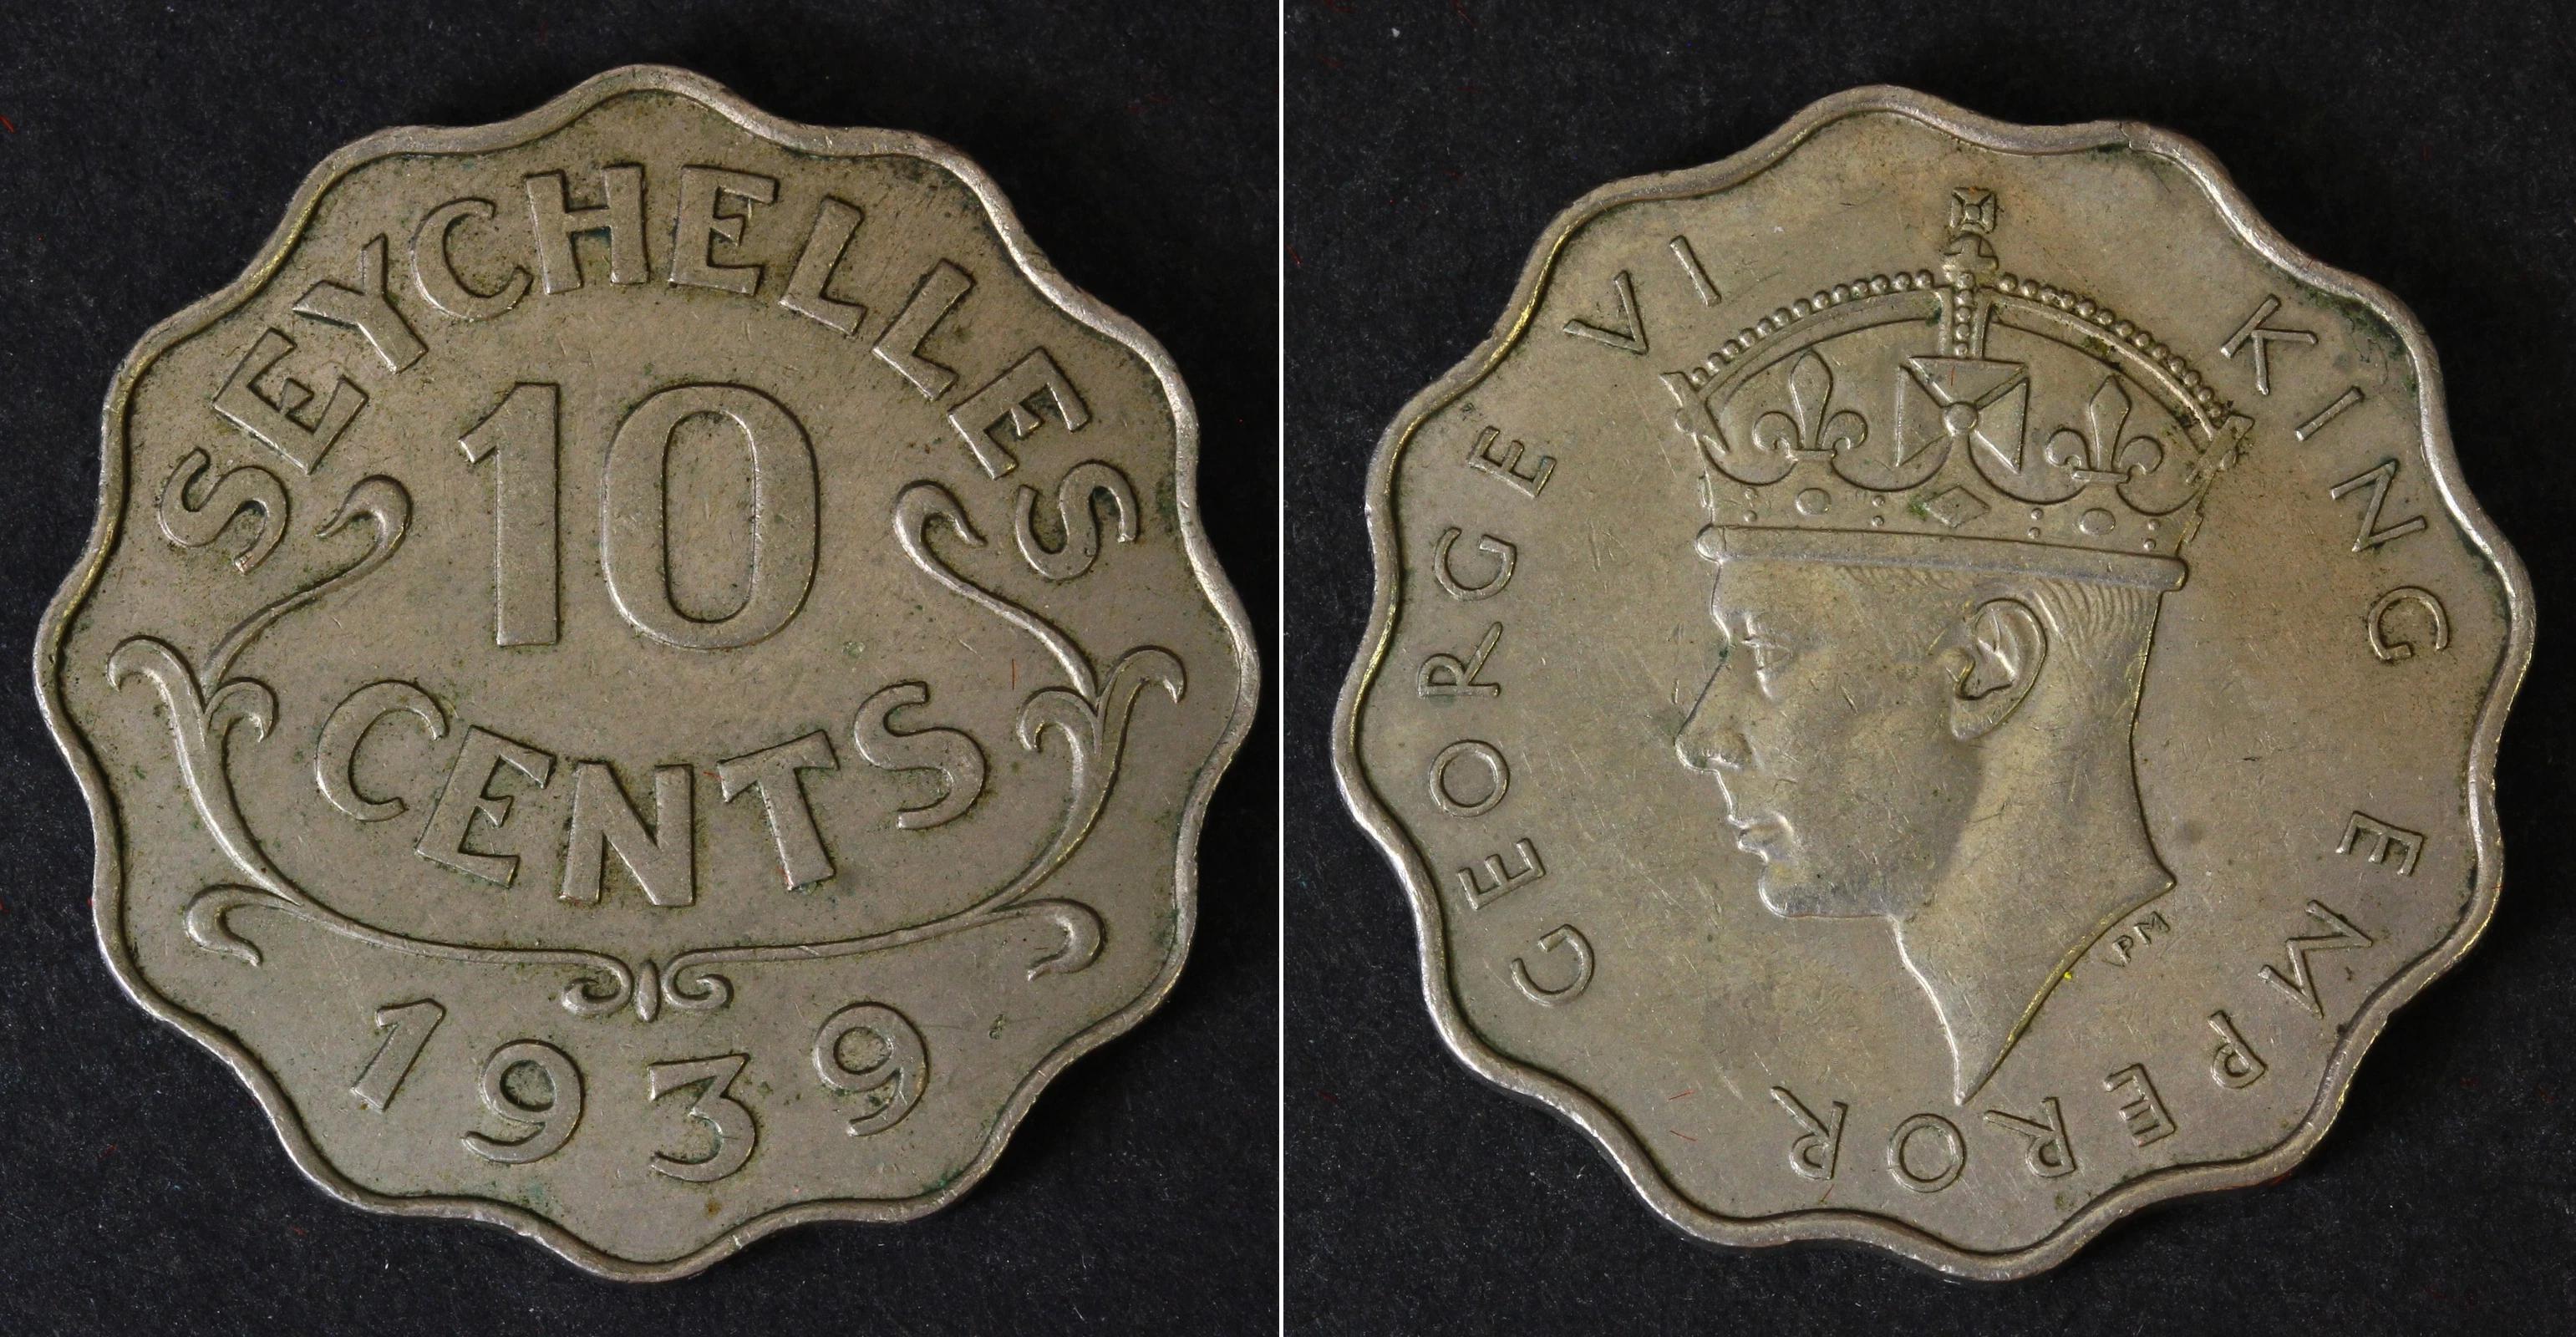 SEYCHELLES
10
CENTS
1939
GEORGE VI KING EMPEROR
PM